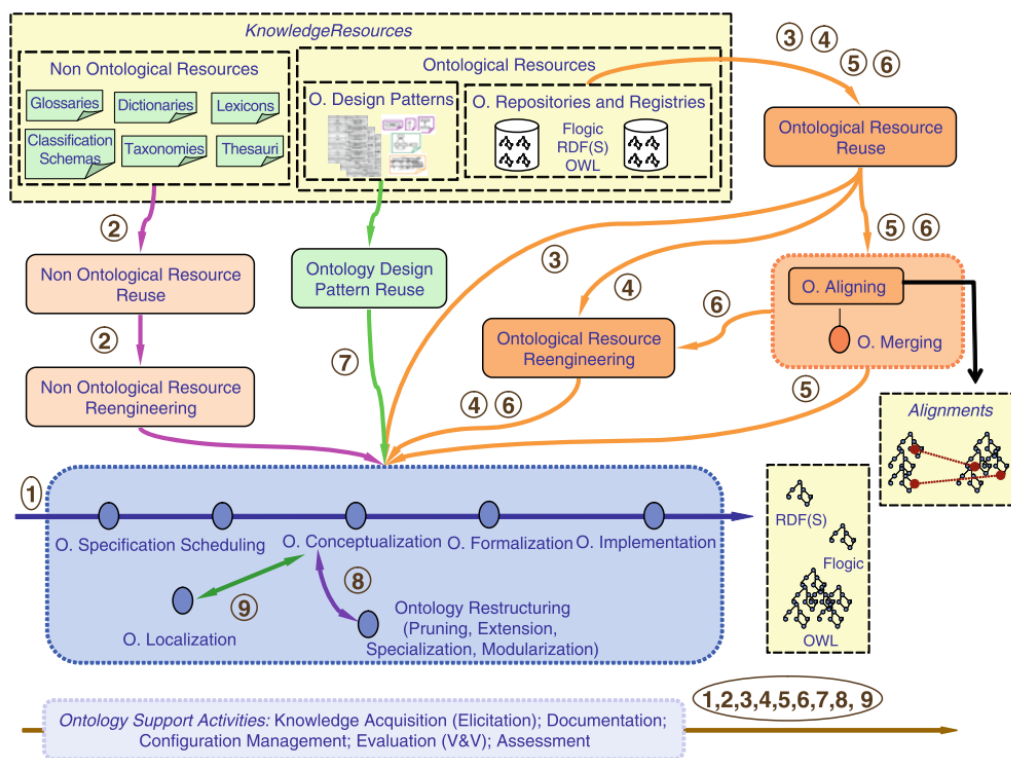 KnowledgeResources
Non Ontological Resources
Glossaries
Dictionaries
Lexicons
Classification
Schemas
Taxonomies
Thesauri
Ontological Resources
O. Design Patterns
O. Repositories and Registries
Flogic
RDF(S)
OWL
3 4
5 6
Ontological Resource
Reuse
2
7
3
4
5 6
Non Ontological Resource
Reuse
Ontology Design
Pattern Reuse
Ontological Resource
Reengineering
6
O. Aligning
O. Merging
2
Non Ontological Resource
Reengineering
4 6
5
Alignments
1
O. Specification
Scheduling
O. Conceptualization
O. Formalization
O. Implementation
9
8
O. Localization
Ontology Restructuring
(Pruning, Extension,
Specialization, Modularization)
RDF(S)
Flogic
OWL
1,2,3,4,5,6,7,8, 9
Ontology Support Activities: Knowledge Acquisition (Elicitation); Documentation;
Configuration Management; Evaluation (V&V); Assessment